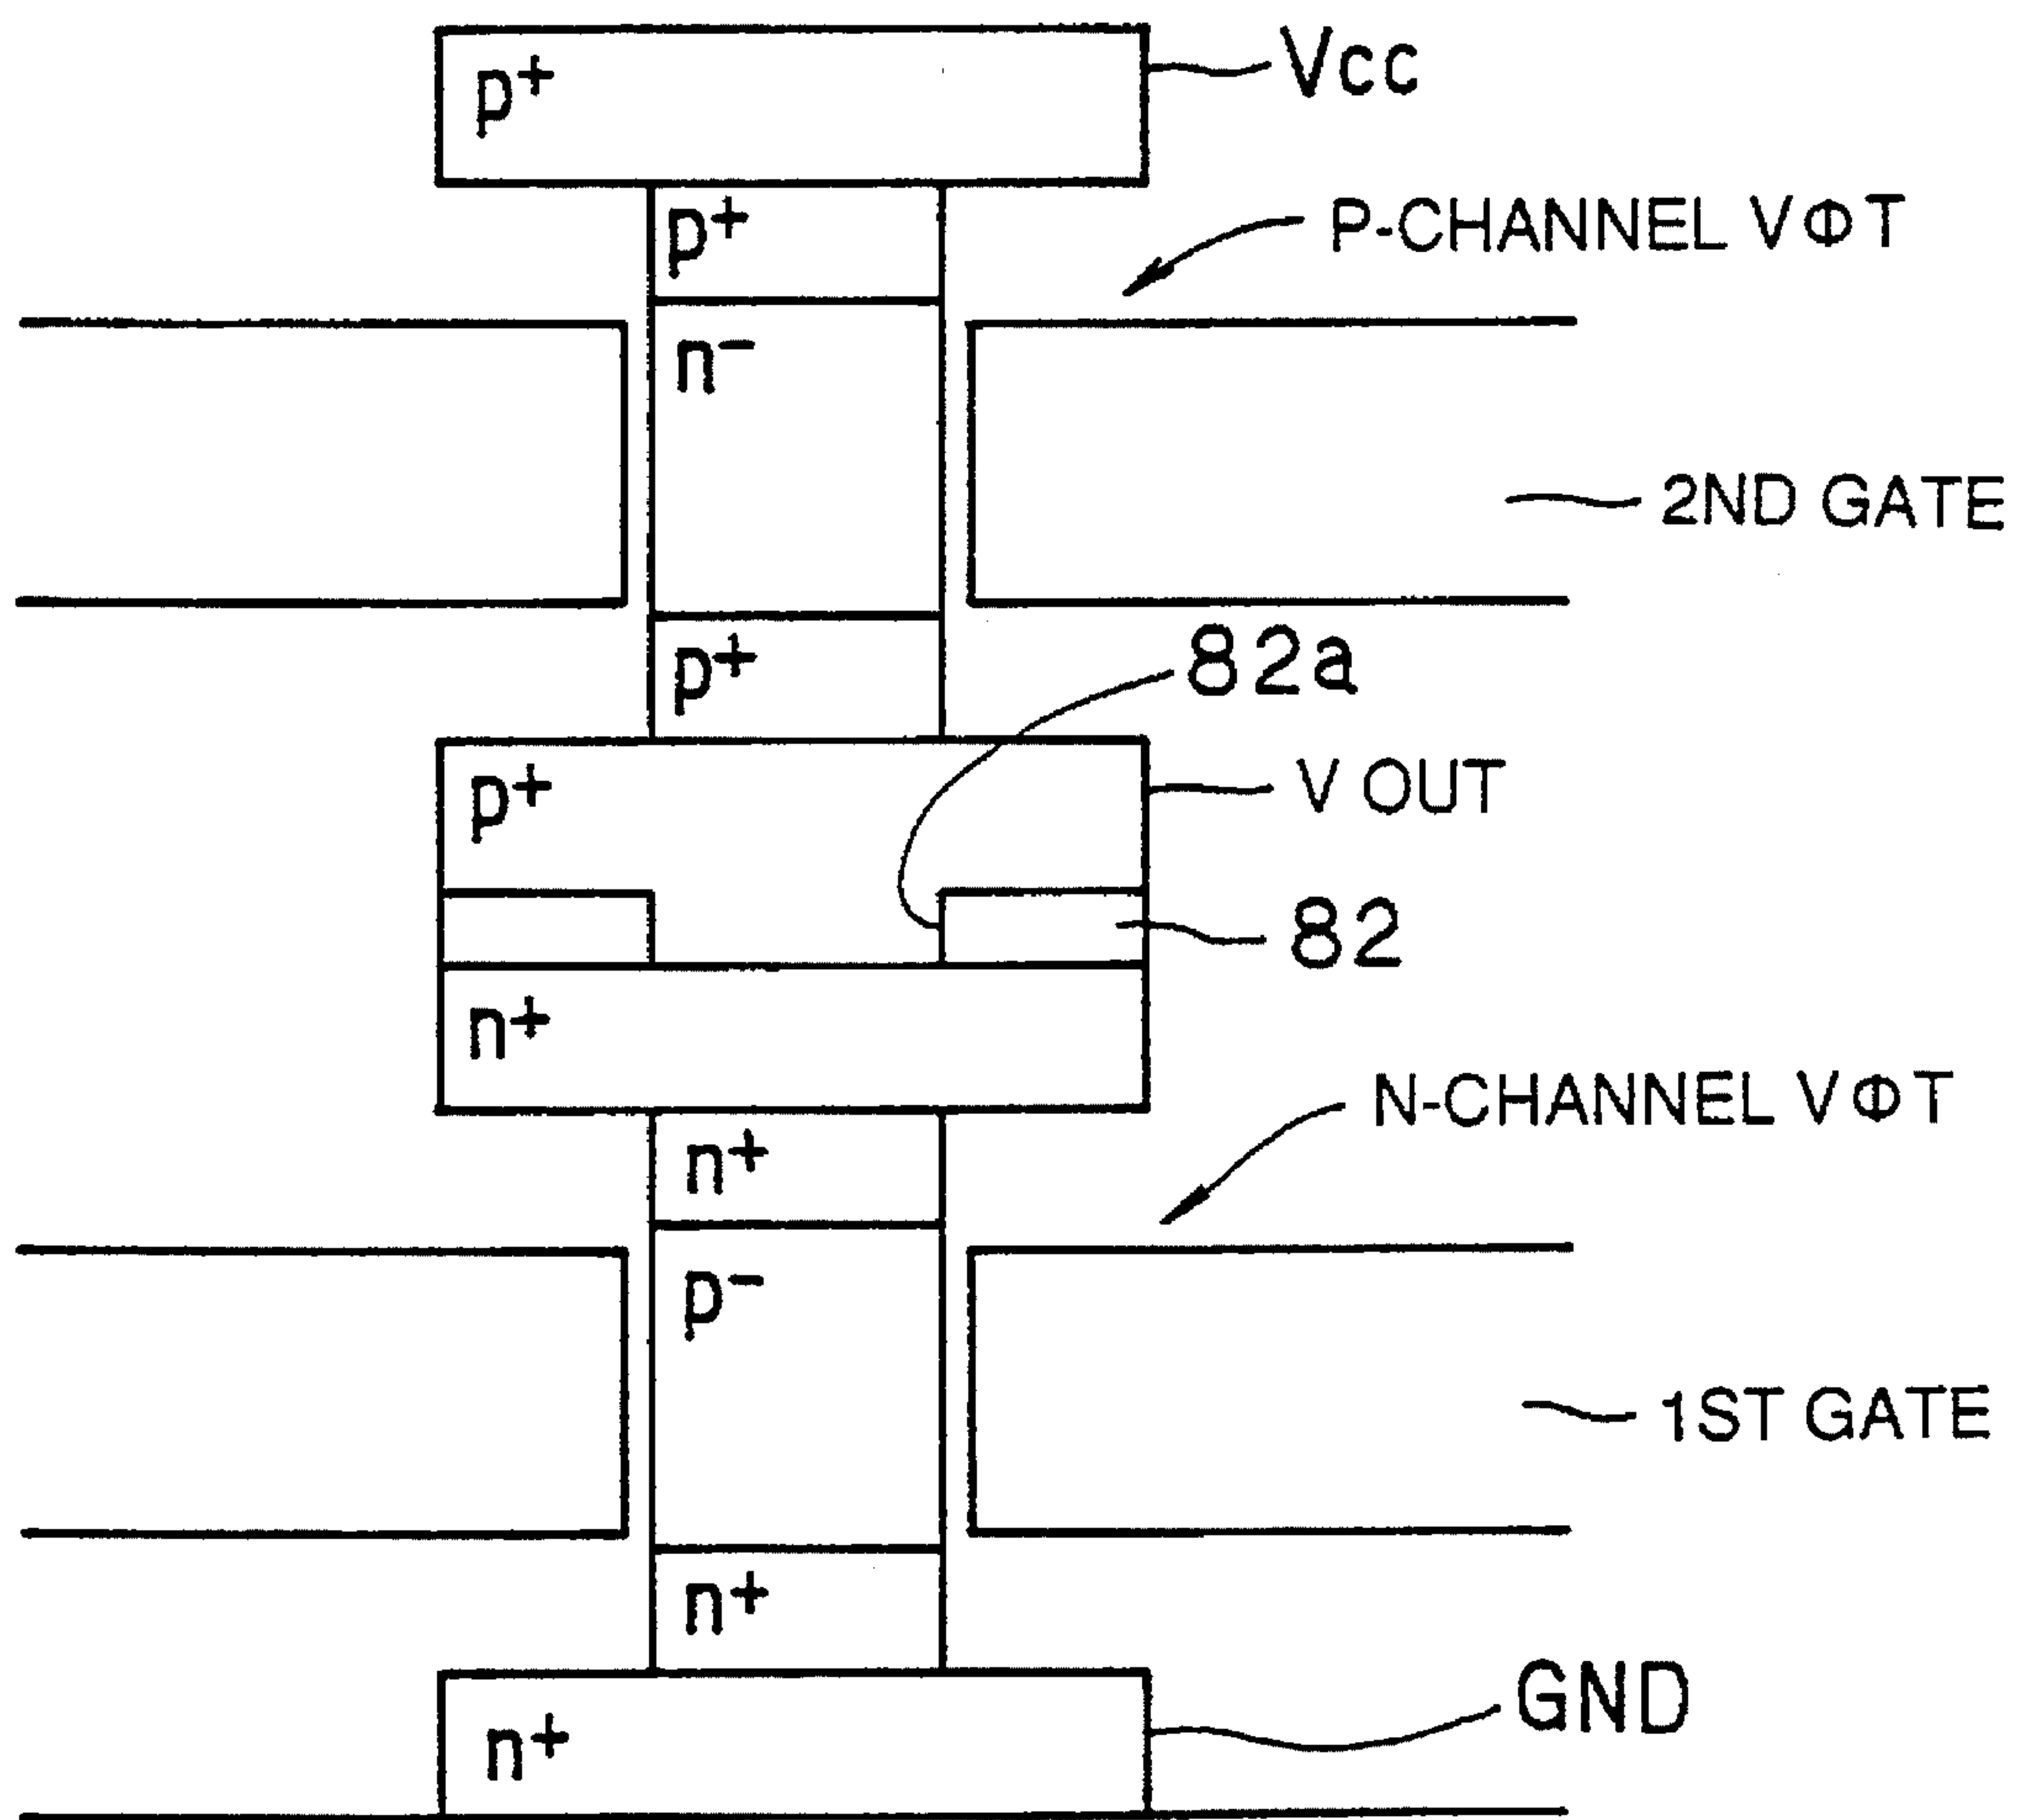 p+
Vcc
p+
P-CHANNEL VΦT
n−
2ND GATE
p+
82a
p+
V OUT
82
n+
N-CHANNEL VΦT
n+
p−
1ST GATE
n+
GND
n+